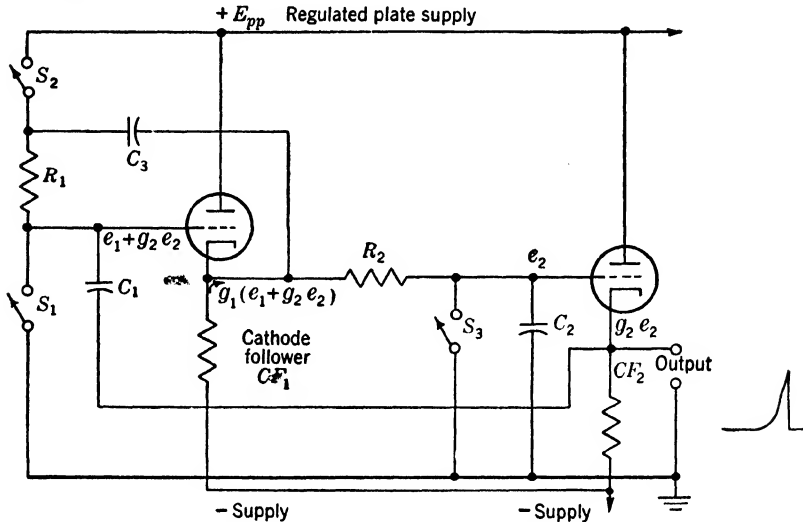 + E_pp Regulated plate supply
S_2
C_3
R_1
e_1+g_2 e_2
R_2
e_2
S_1
C_1
g_1(e_1+g_2 e_2)
S_3
C_2
g_2 e_2
Cathode
follower
CF_1
CF_2
Output
− Supply
− Supply